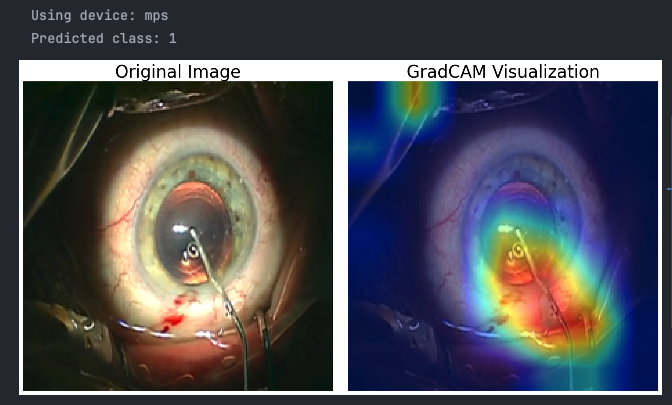 Using device: mps
Predicted class: 1
Original Image
GradCAM Visualization